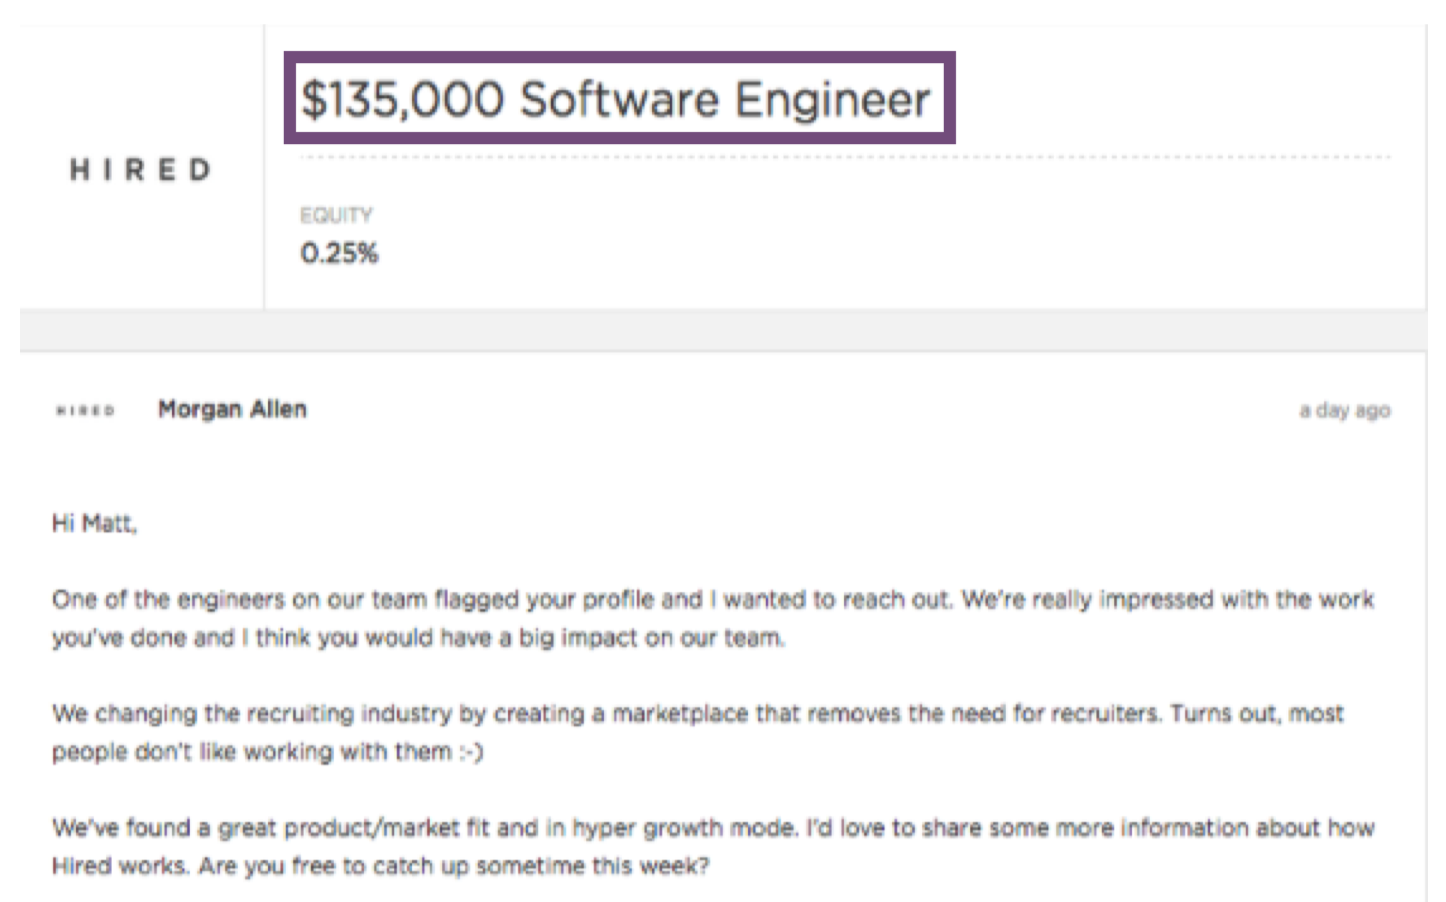 $135,000 Software Engineer
HIRED
EQUITY
0.25%
HIRED Morgan Allen a day ago
Hi Matt,
One of the engineers on our team flagged your profile and I wanted to reach out. We're really impressed with the work
you've done and I think you would have a big impact on our team.
We changing the recruiting industry by creating a marketplace that removes the need for recruiters. Turns out, most
people don't like working with them :-)
We've found a great product/market fit and in hyper growth mode. I'd love to share some more information about how
Hired works. Are you free to catch up sometime this week?